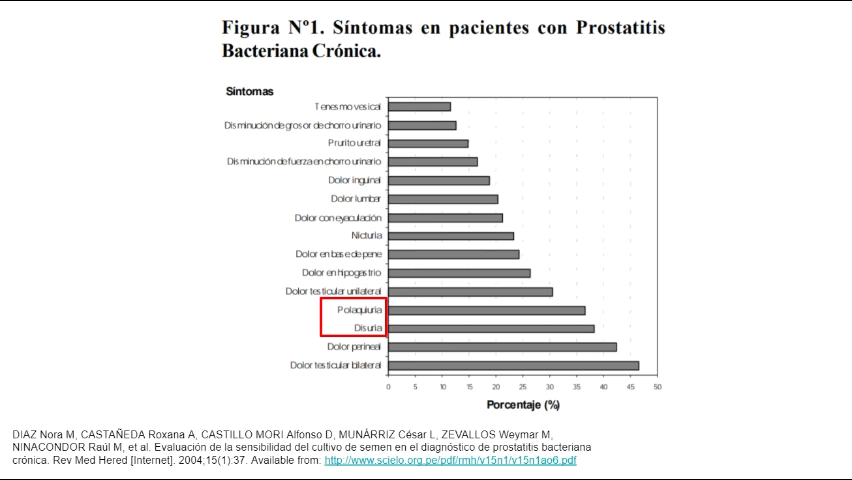 Figura Nº1. Síntomas en pacientes con Prostatitis
Bacteriana Crónica.
Síntomas
Tenesmo vesical
Disminución de grosor de chorro urinario
Prurito uretral
Disminución de fuerza en chorro urinario
Dolor inguinal
Dolor lumbar
Dolor con eyaculación
Nicturia
Dolor en base de pene
Dolor en hipogastrio
Dolor testicular unilateral
Polaquiuria
Disuria
Dolor perineal
Dolor testicular bilateral
0 5 10 15 20 25 30 35 40 45 50
Porcentaje (%)
DIAZ Nora M, CASTAÑEDA Roxana A, CASTILLO MORI Alfonso D, MUNÁRRIZ César L, ZEVALLOS Weymar M,
NINACONDOR Raúl M, et al. Evaluación de la sensibilidad del cultivo de semen en el diagnóstico de prostatitis bacteriana
crónica. Rev Med Hered [Internet]. 2004;15(1):37. Available from: http://www.scielo.org.pe/pdf/rmh/v15n1/v15n1ao6.pdf